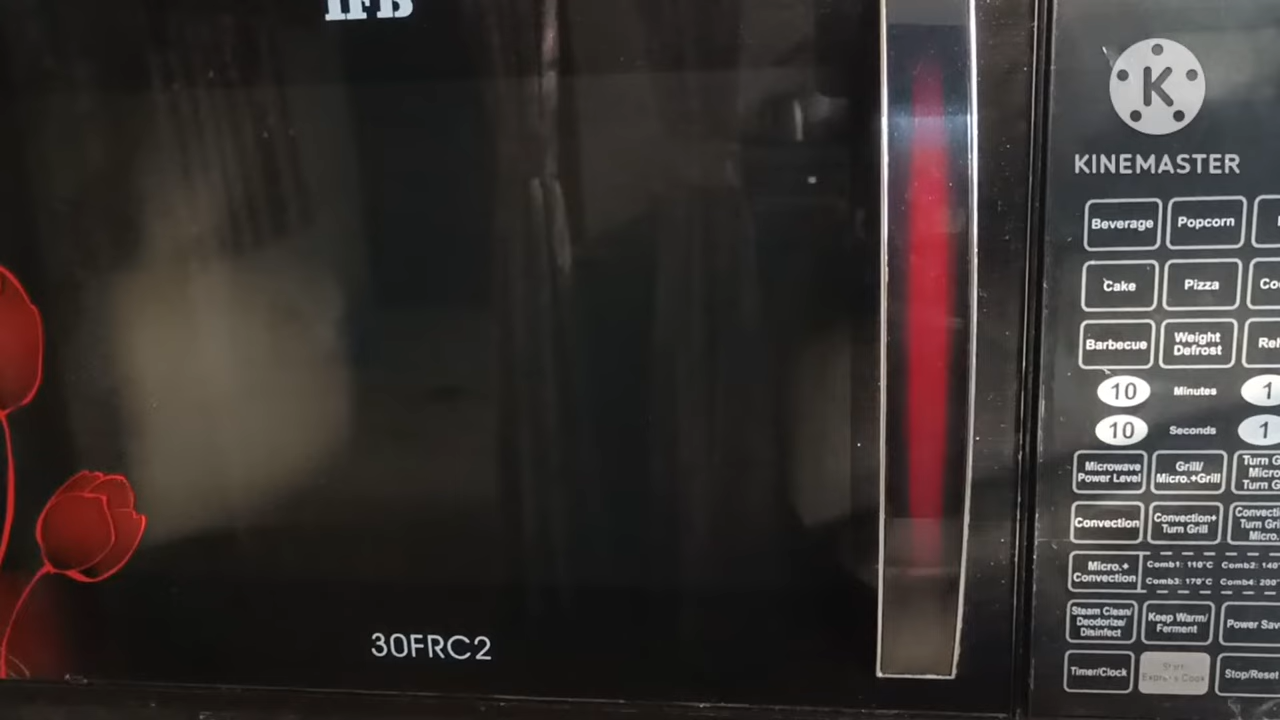 IFB
KINEMASTER
Beverage
Popcorn
Cake
Pizza
Barbecue
Weight
Defrost
10
Minutes
1
10
Seconds
1
Microwave
Power Level
Grill/
Micro.+Grill
Turn G
Micro
Turn G
Convection
Convection+
Turn Grill
Convecti
Turn Gri
Micro.
Micro.+
Convection
Comb1: 110°C
Comb2: 140°
Comb3: 170°C
Comb4: 200°
Steam Clean/
Deodorize/
Disinfect
Keep Warm/
Ferment
Power Sav
Timer/Clock
Start
Express Cook
Stop/Reset
30FRC2